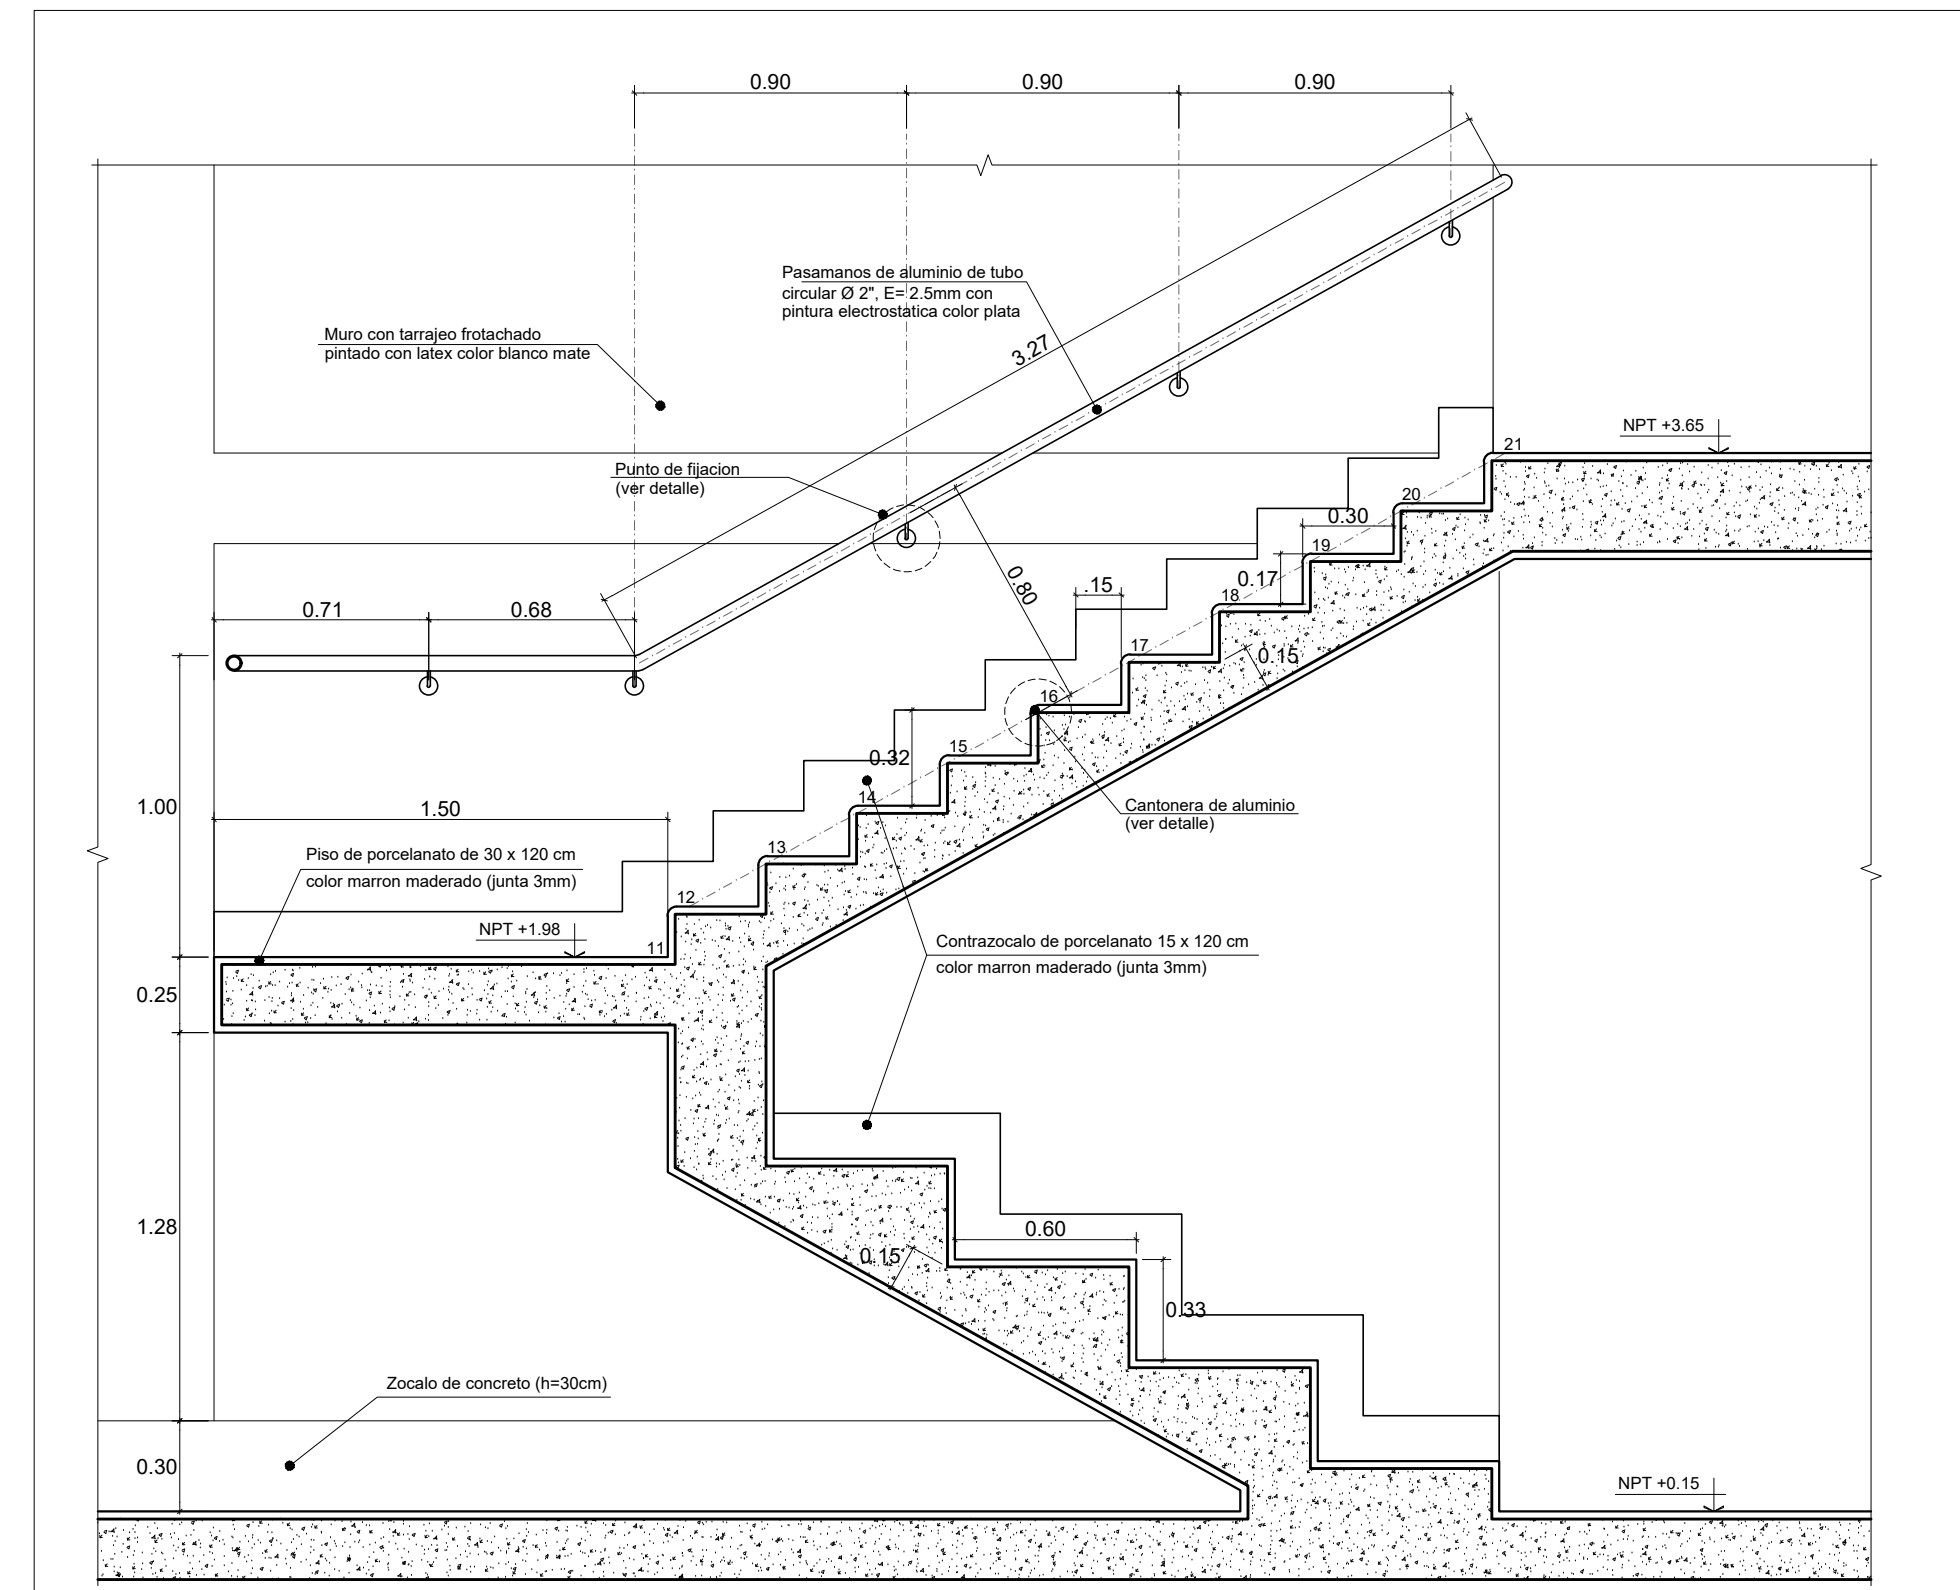 0.90
0.90
0.90
Pasamanos de aluminio de tubo
circular Ø 2", E= 2.5mm con
pintura electrostatica color plata
Muro con tarrajeo frotachado
pintado con latex color blanco mate
3.27
NPT +3.65
21
Punto de fijacion
(ver detalle)
20
0.30
19
0.17
0.80
.15
18
0.71
0.68
17
0.15
16
15
0.32
14
1.00
1.50
Cantonera de aluminio
(ver detalle)
13
Piso de porcelanato de 30 x 120 cm
color marron maderado (junta 3mm)
12
NPT +1.98
11
Contrazocalo de porcelanato 15 x 120 cm
color marron maderado (junta 3mm)
0.25
1.28
0.60
0.15
0.33
Zocalo de concreto (h=30cm)
0.30
NPT +0.15